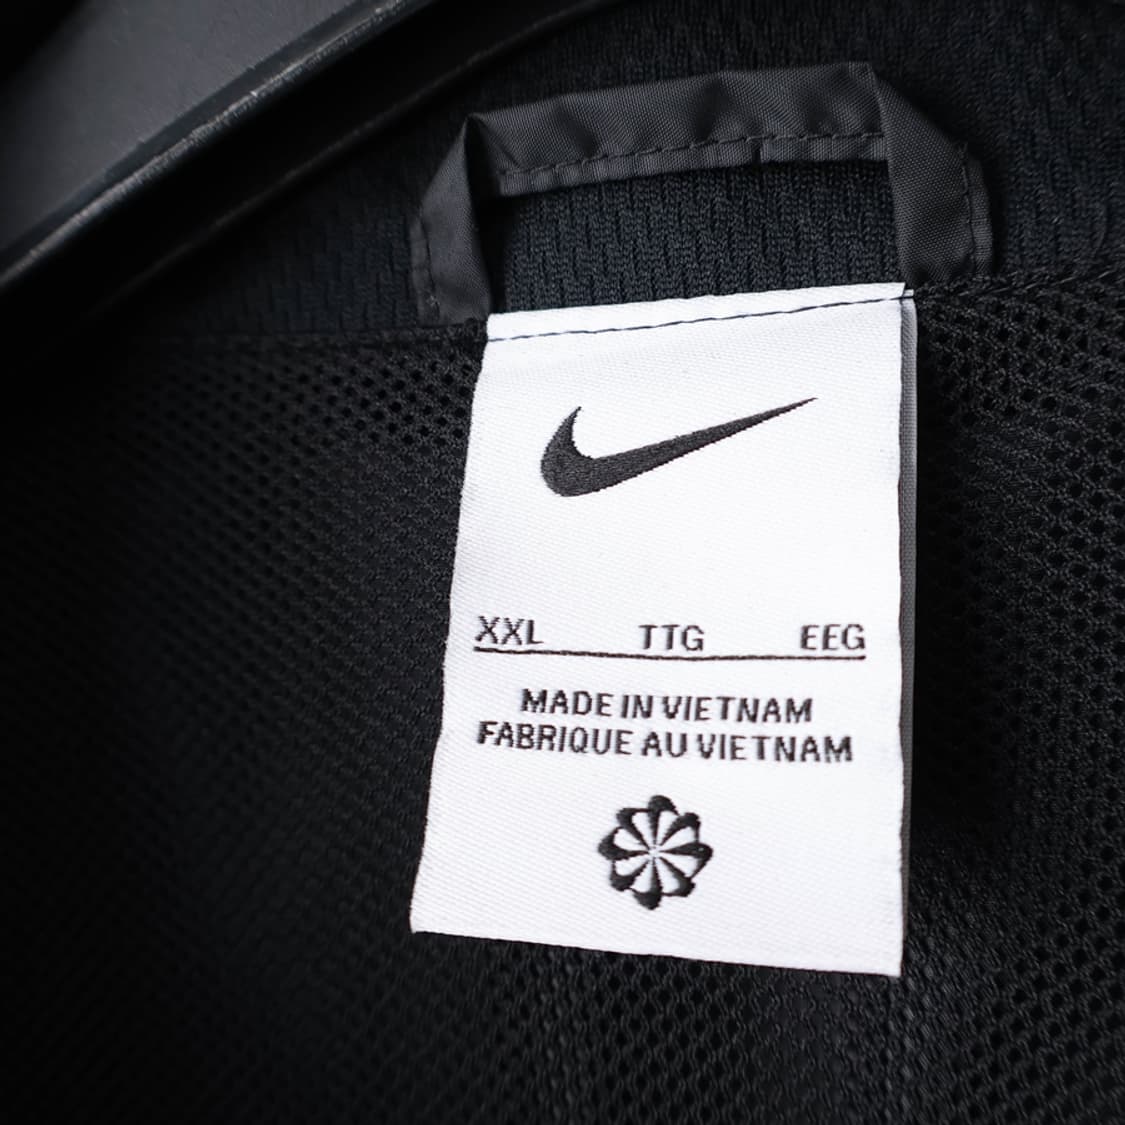 XXL TTG EEG
MADE IN VIETNAM
FABRIQUE AU VIETNAM